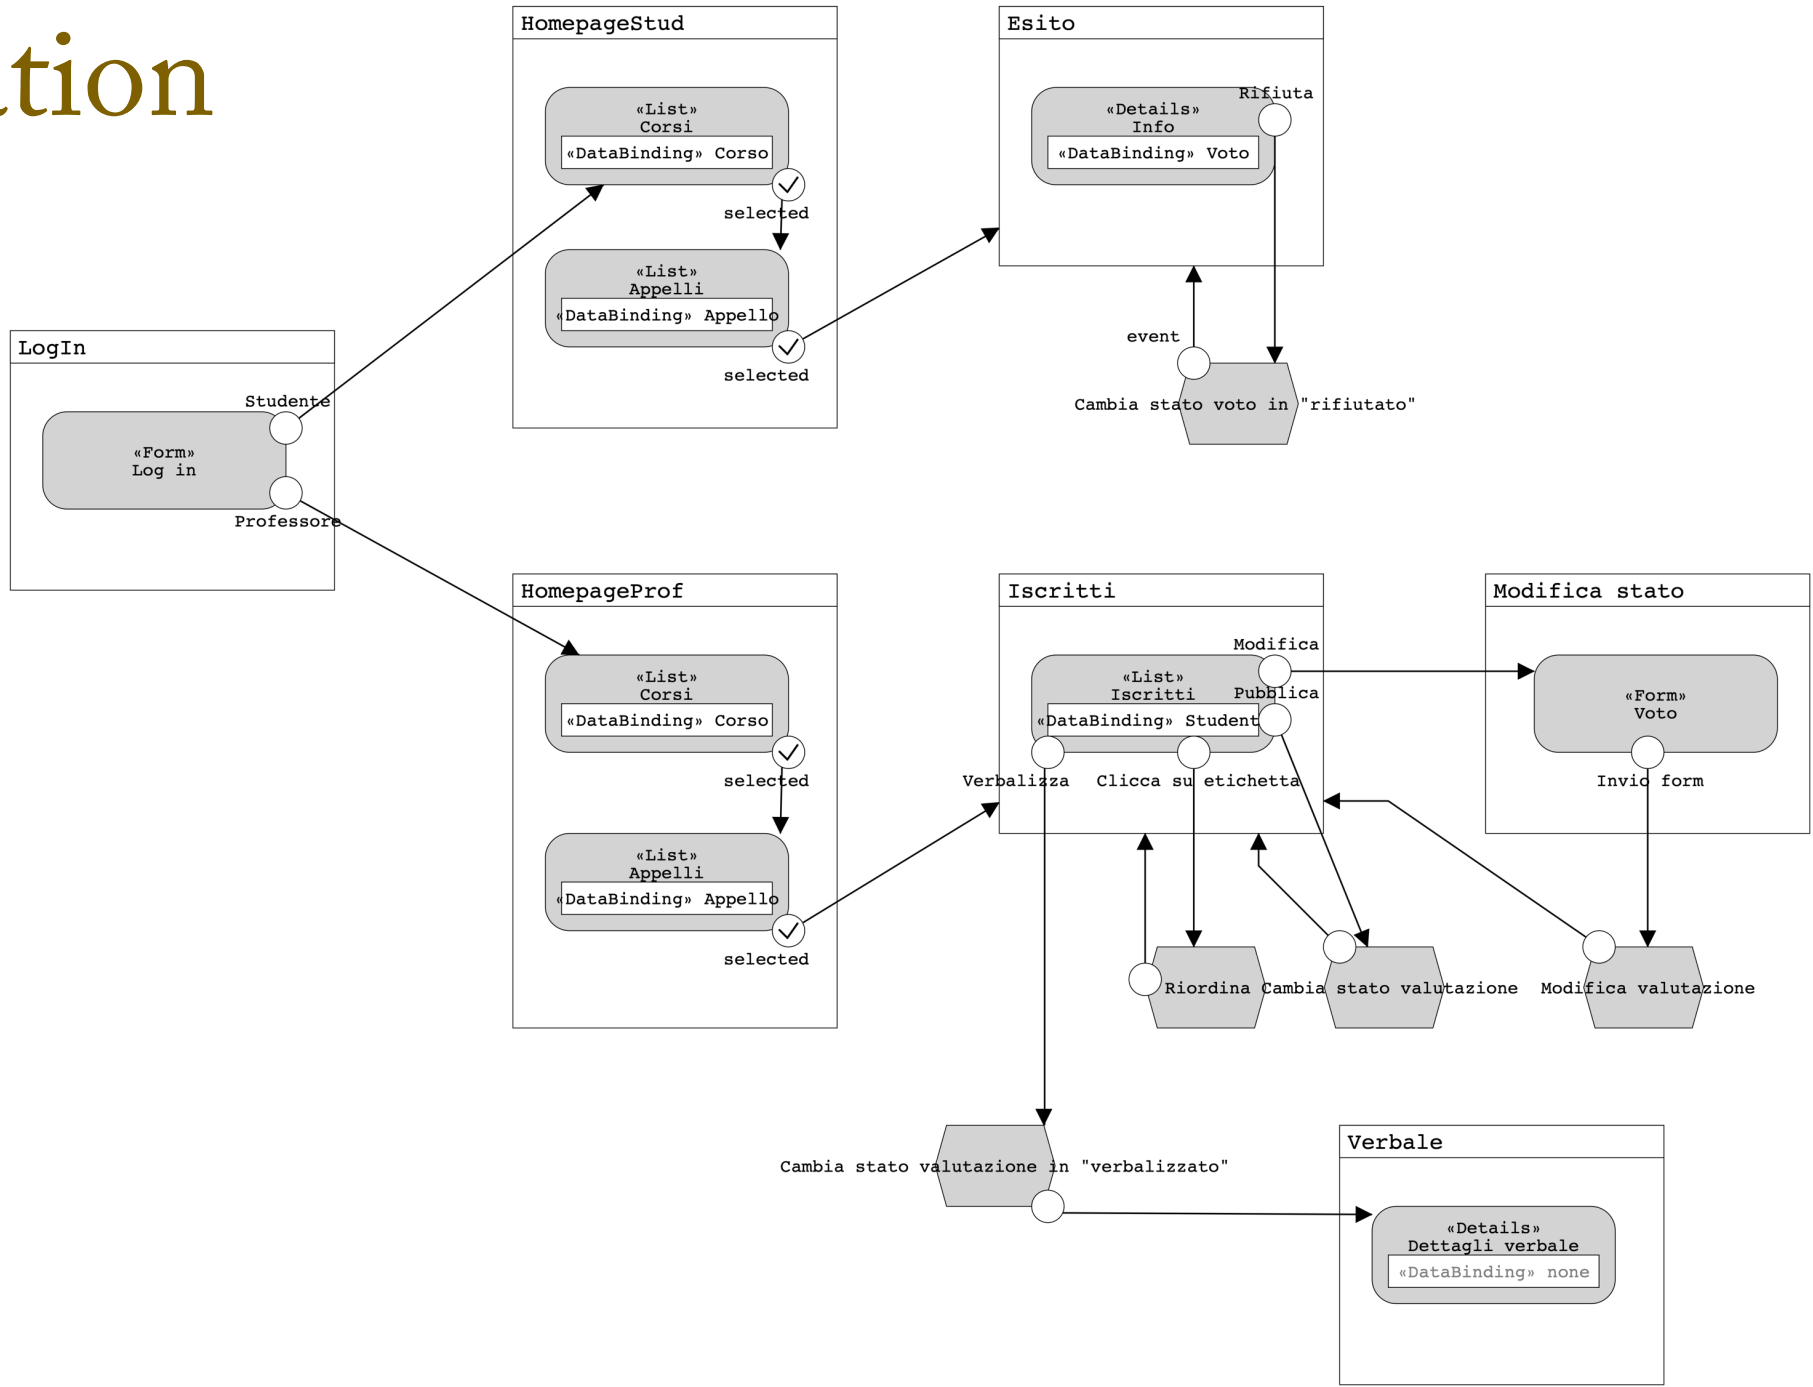 ation
HomepageStud
«List»
Corsi
«DataBinding» Corso
selected
«List»
Appelli
«DataBinding» Appello
selected
Esito
Rifiuta
«Details»
Info
«DataBinding» Voto
event
Cambia stato voto in "rifiutato"
LogIn
Studente
«Form»
Log in
Professore
HomepageProf
«List»
Corsi
«DataBinding» Corso
selected
«List»
Appelli
«DataBinding» Appello
selected
Iscritti
Modifica
«List»
Iscritti
Pubblica
«DataBinding» Student
Verbalizza
Clicca su etichetta
Riordina
Cambia stato valutazione
Modifica stato
«Form»
Voto
Invio form
Modifica valutazione
Cambia stato valutazione in "verbalizzato"
Verbale
«Details»
Dettagli verbale
«DataBinding» none